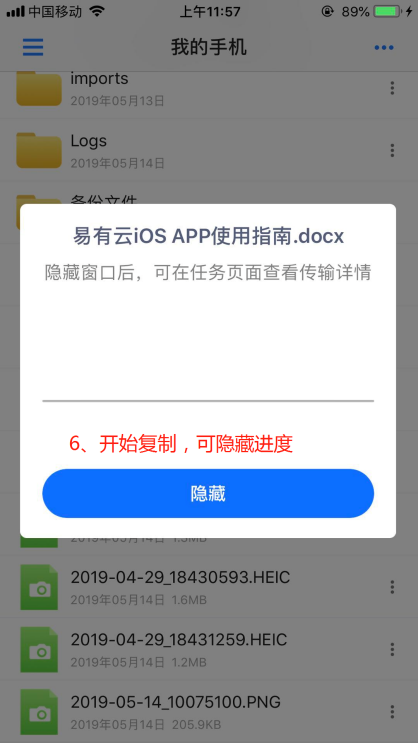 中国移动 上午11:57 89%
我的手机
imports
2019年05月13日
Logs
2019年05月14日
备份文件
易有云iOS APP使用指南.docx
隐藏窗口后，可在任务页面查看传输详情
6、开始复制，可隐藏进度
隐藏
2019年05月14日 1.5MB
2019-04-29_18430593.HEIC
2019年05月14日 1.6MB
2019-04-29_18431259.HEIC
2019年05月14日 1.2MB
2019-05-14_10075100.PNG
2019年05月14日 205.9KB